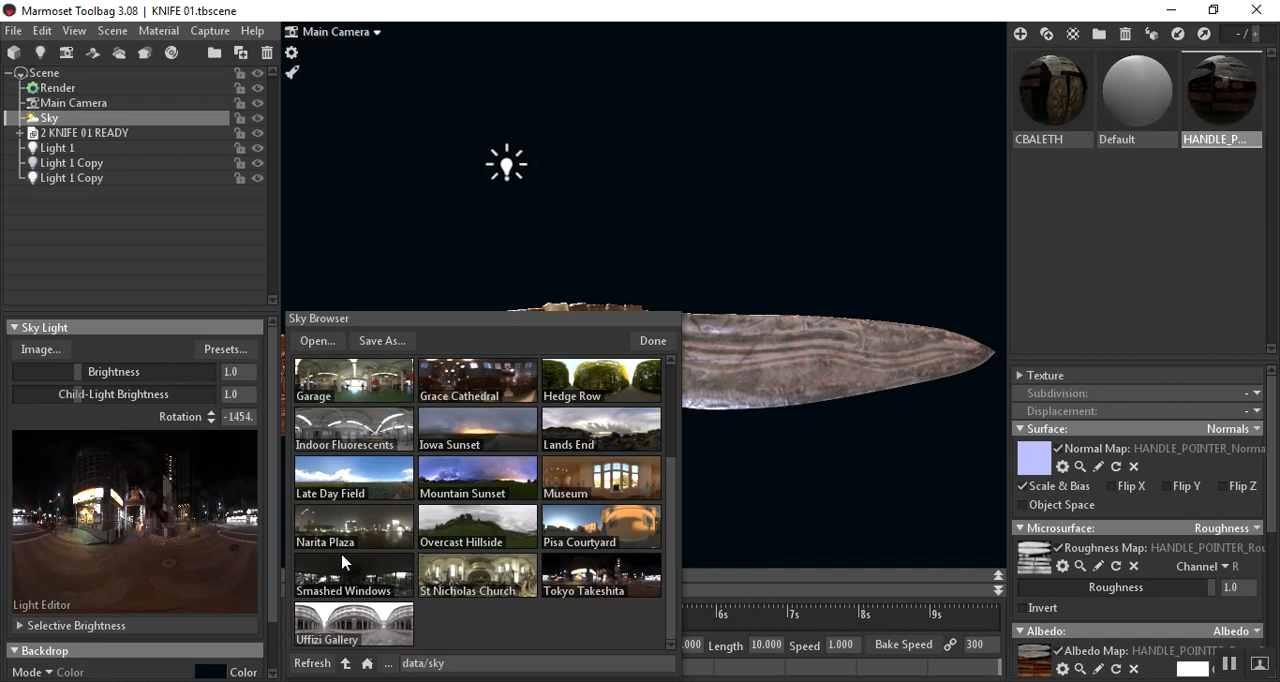 Marmoset Toolbag 3.08 | KNIFE 01.tbscene
File Edit View Scene Material Capture Help
Main Camera
- / +
Scene
Render
Main Camera
Sky
2 KNIFE 01 READY
Light 1
Light 1 Copy
Light 1 Copy
CBALETH Default HANDLE_P...
Sky Light
Image... Presets...
Brightness 1.0
Child-Light Brightness 1.0
Rotation -1454.
Light Editor
Selective Brightness
Backdrop
Mode Color Color
Sky Browser
Open... Save As... Done
Garage Grace Cathedral Hedge Row
Indoor Fluorescents Iowa Sunset Lands End
Late Day Field Mountain Sunset Museum
Narita Plaza Overcast Hillside Pisa Courtyard
Smashed Windows St Nicholas Church Tokyo Takeshita
Uffizi Gallery
Refresh ... data/sky
6s 7s 8s 9s
.000 Length 10.000 Speed 1.000 Bake Speed 300
Texture
Subdivision: -
Displacement: -
Surface: Normals
Normal Map: HANDLE_POINTER_Norma
Scale & Bias Flip X Flip Y Flip Z
Object Space
Microsurface: Roughness
Roughness Map: HANDLE_POINTER_Rou
Channel R
Roughness 1.0
Invert
Albedo: Albedo
Albedo Map: HANDLE_POINT